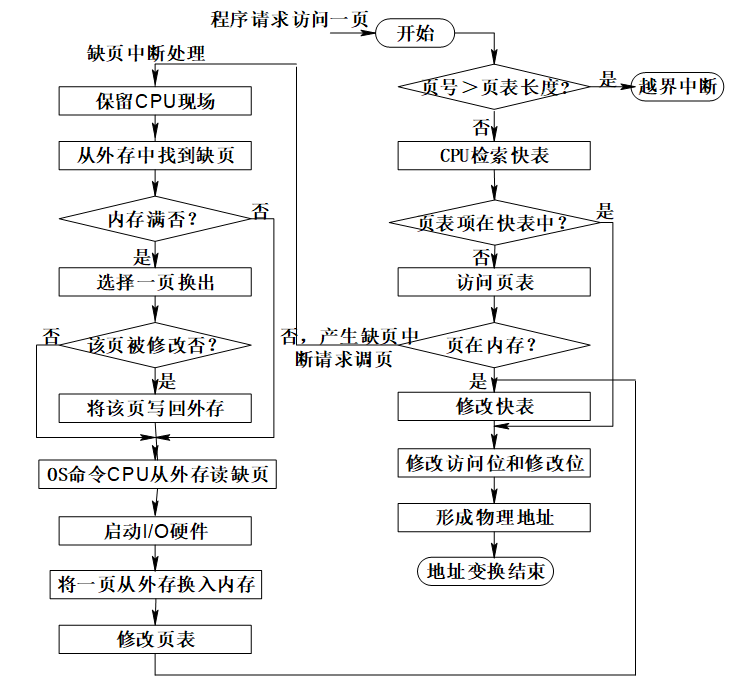 程序请求访问一页
开始
缺页中断处理
保留CPU现场
页号＞页表长度？
是
越界中断
否
从外存中找到缺页
CPU检索快表
内存满否？
否
页表项在快表中？
是
是
否
选择一页换出
访问页表
否
该页被修改否？
否，产生缺页中
断请求调页
页在内存？
是
是
将该页写回外存
修改快表
OS命令CPU从外存读缺页
修改访问位和修改位
启动I/O硬件
形成物理地址
将一页从外存换入内存
地址变换结束
修改页表